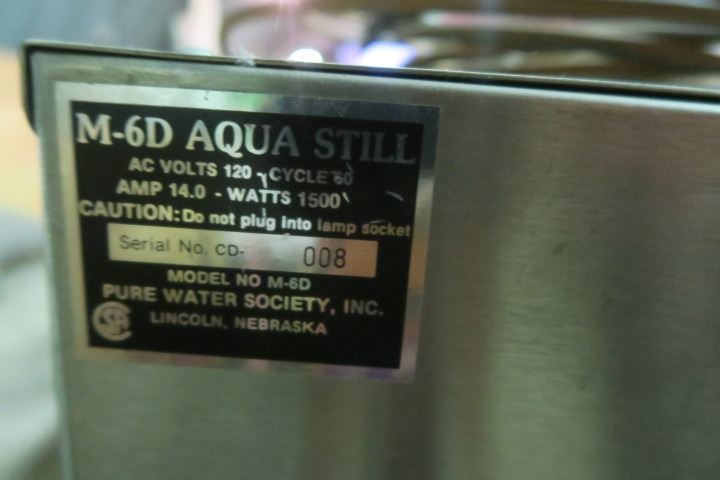 M-6D AQUA STILL
AC VOLTS 120 - CYCLE 60
AMP 14.0 - WATTS 1500
CAUTION: Do not plug into lamp socket
Serial No. CD- 008
MODEL NO M-6D
PURE WATER SOCIETY, INC.
LINCOLN, NEBRASKA